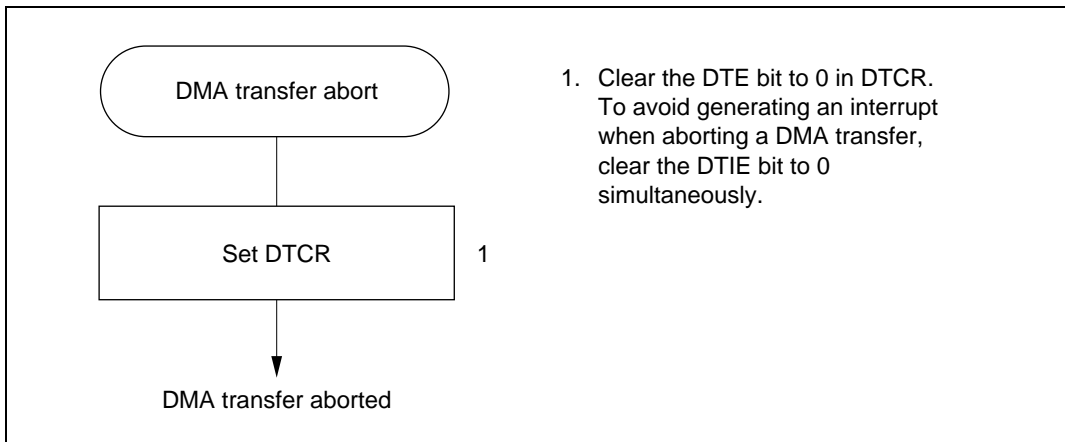 DMA transfer abort
Set DTCR
1
DMA transfer aborted
1. Clear the DTE bit to 0 in DTCR.
To avoid generating an interrupt
when aborting a DMA transfer,
clear the DTIE bit to 0
simultaneously.